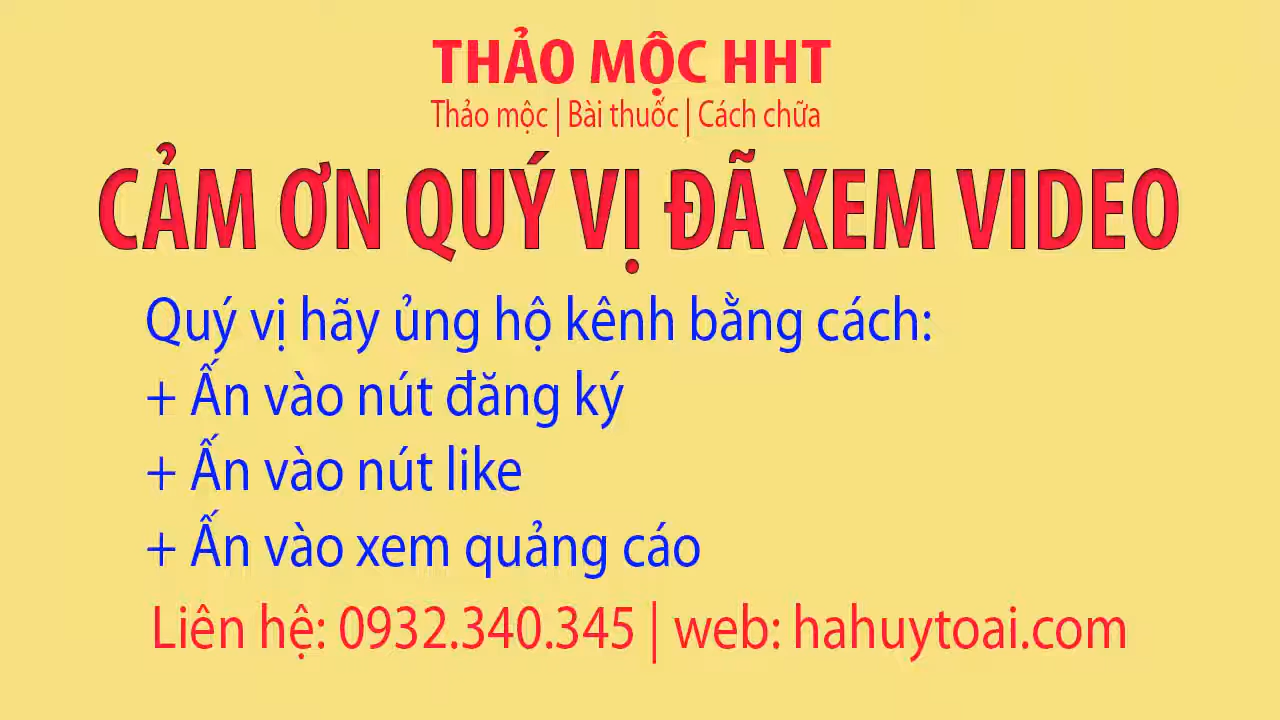 THẢO MỘC HHT
Thảo mộc | Bài thuốc | Cách chữa
CẢM ƠN QUÝ VỊ ĐÃ XEM VIDEO
Quý vị hãy ủng hộ kênh bằng cách:
+ Ấn vào nút đăng ký
+ Ấn vào nút like
+ Ấn vào xem quảng cáo
Liên hệ: 0932.340.345 | web: hahuytoai.com